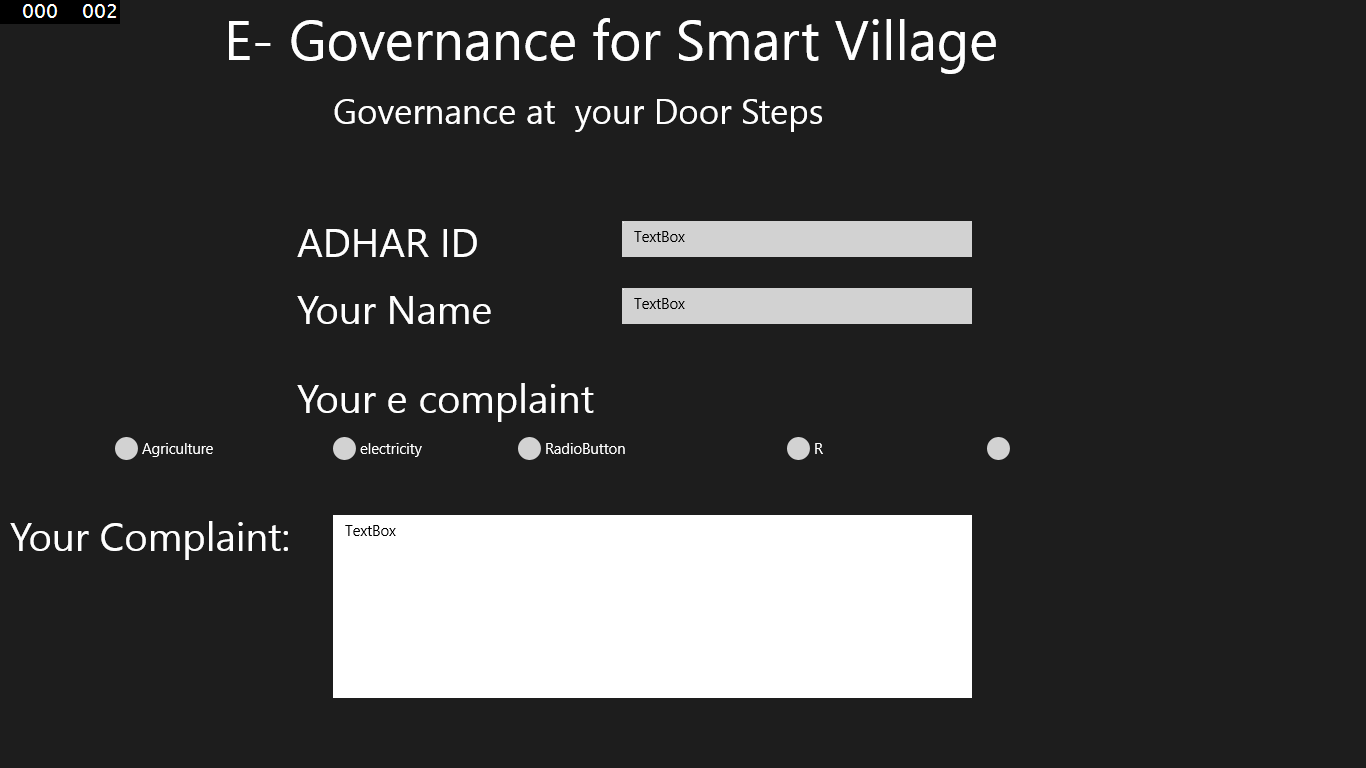 000 002
E- Governance for Smart Village
Governance at  your Door Steps
ADHAR ID TextBox
Your Name TextBox
Your e complaint
Agriculture electricity RadioButton R
Your Complaint: TextBox